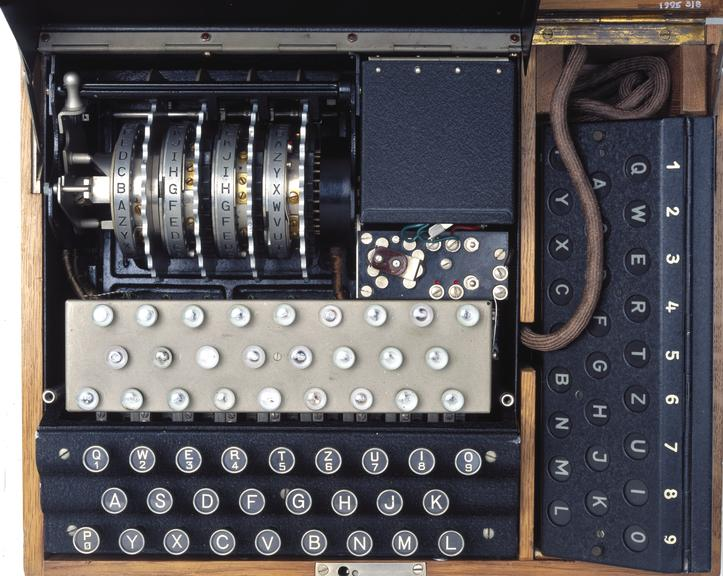 D
C
B
A
Z
Y
J
I
H
G
F
E
D
J
I
H
G
F
E
Z
Y
X
W
V
U
Q W E R T Z U I O
1 2 3 4 5 6 7 8 9
A S D F G H J K
P Y X C V B N M L
0
1 2 3 4 5 6 7 8 9
Q W E R T Z U I O
A F G H J K
Y X C B N M L